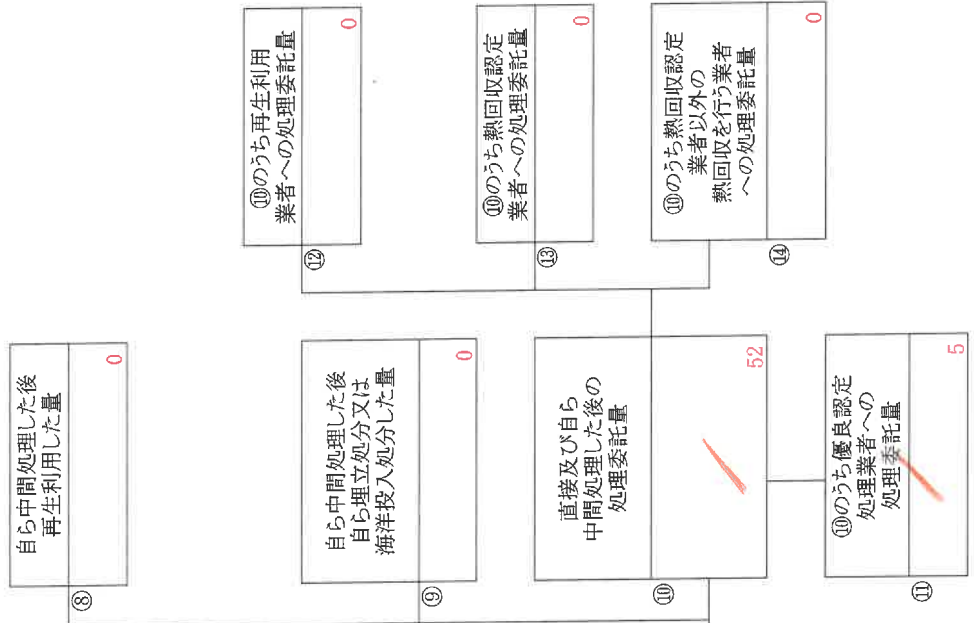 ⑧
自ら中間処理した後
再生利用した量
0
⑨
自ら中間処理した後
自ら埋立処分又は
海洋投入処分した量
0
⑩
直接及び自ら
中間処理した後の
処理委託量
52
⑪
⑩のうち優良認定
処理業者への
処理委託量
5
⑫
⑩のうち再生利用
業者への処理委託量
0
⑬
⑩のうち熱回収認定
業者への処理委託量
0
⑭
⑩のうち熱回収認定
業者以外の
熱回収を行う業者
への処理委託量
0